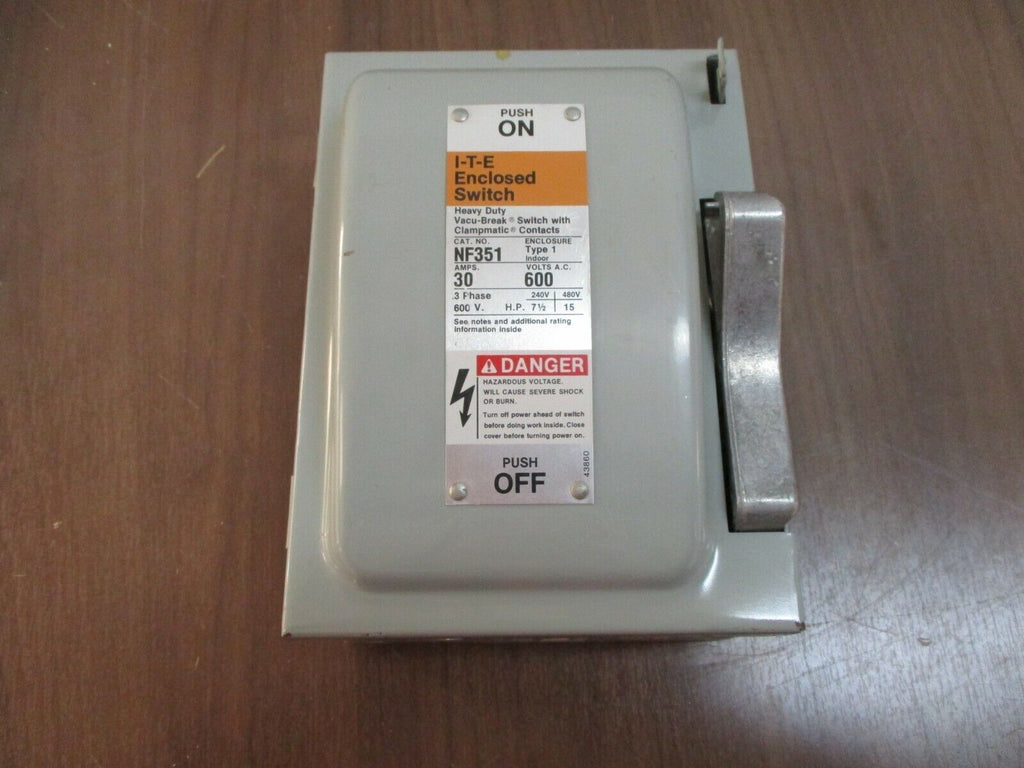 PUSH
ON
I-T-E
Enclosed
Switch
Heavy Duty
Vacu-Break® Switch with
Clampmatic® Contacts
CAT. NO. ENCLOSURE
NF351 Type 1
Indoor
AMPS. VOLTS A.C.
30 600
3 Phase 240V 480V
600 V. H.P. 7½ 15
See notes and additional rating
information inside
DANGER
HAZARDOUS VOLTAGE.
WILL CAUSE SEVERE SHOCK
OR BURN.
Turn off power ahead of switch
before doing work inside. Close
cover before turning power on.
PUSH
OFF
43860